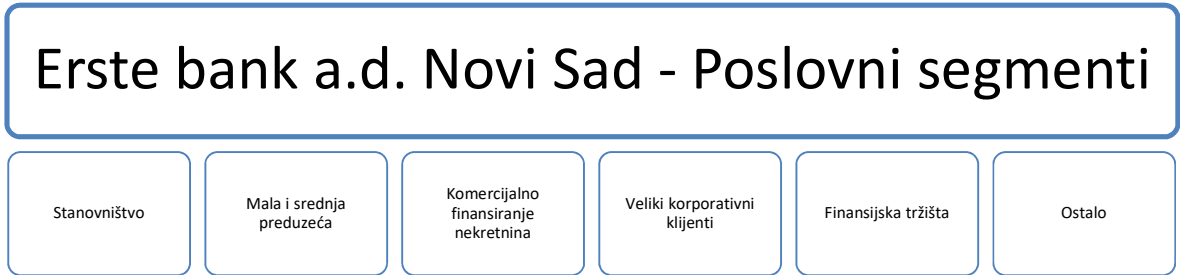 Erste bank a.d. Novi Sad - Poslovni segmenti
Stanovništvo
Mala i srednja
preduzeća
Komercijalno
finansiranje
nekretnina
Veliki korporativni
klijenti
Finansijska tržišta
Ostalo